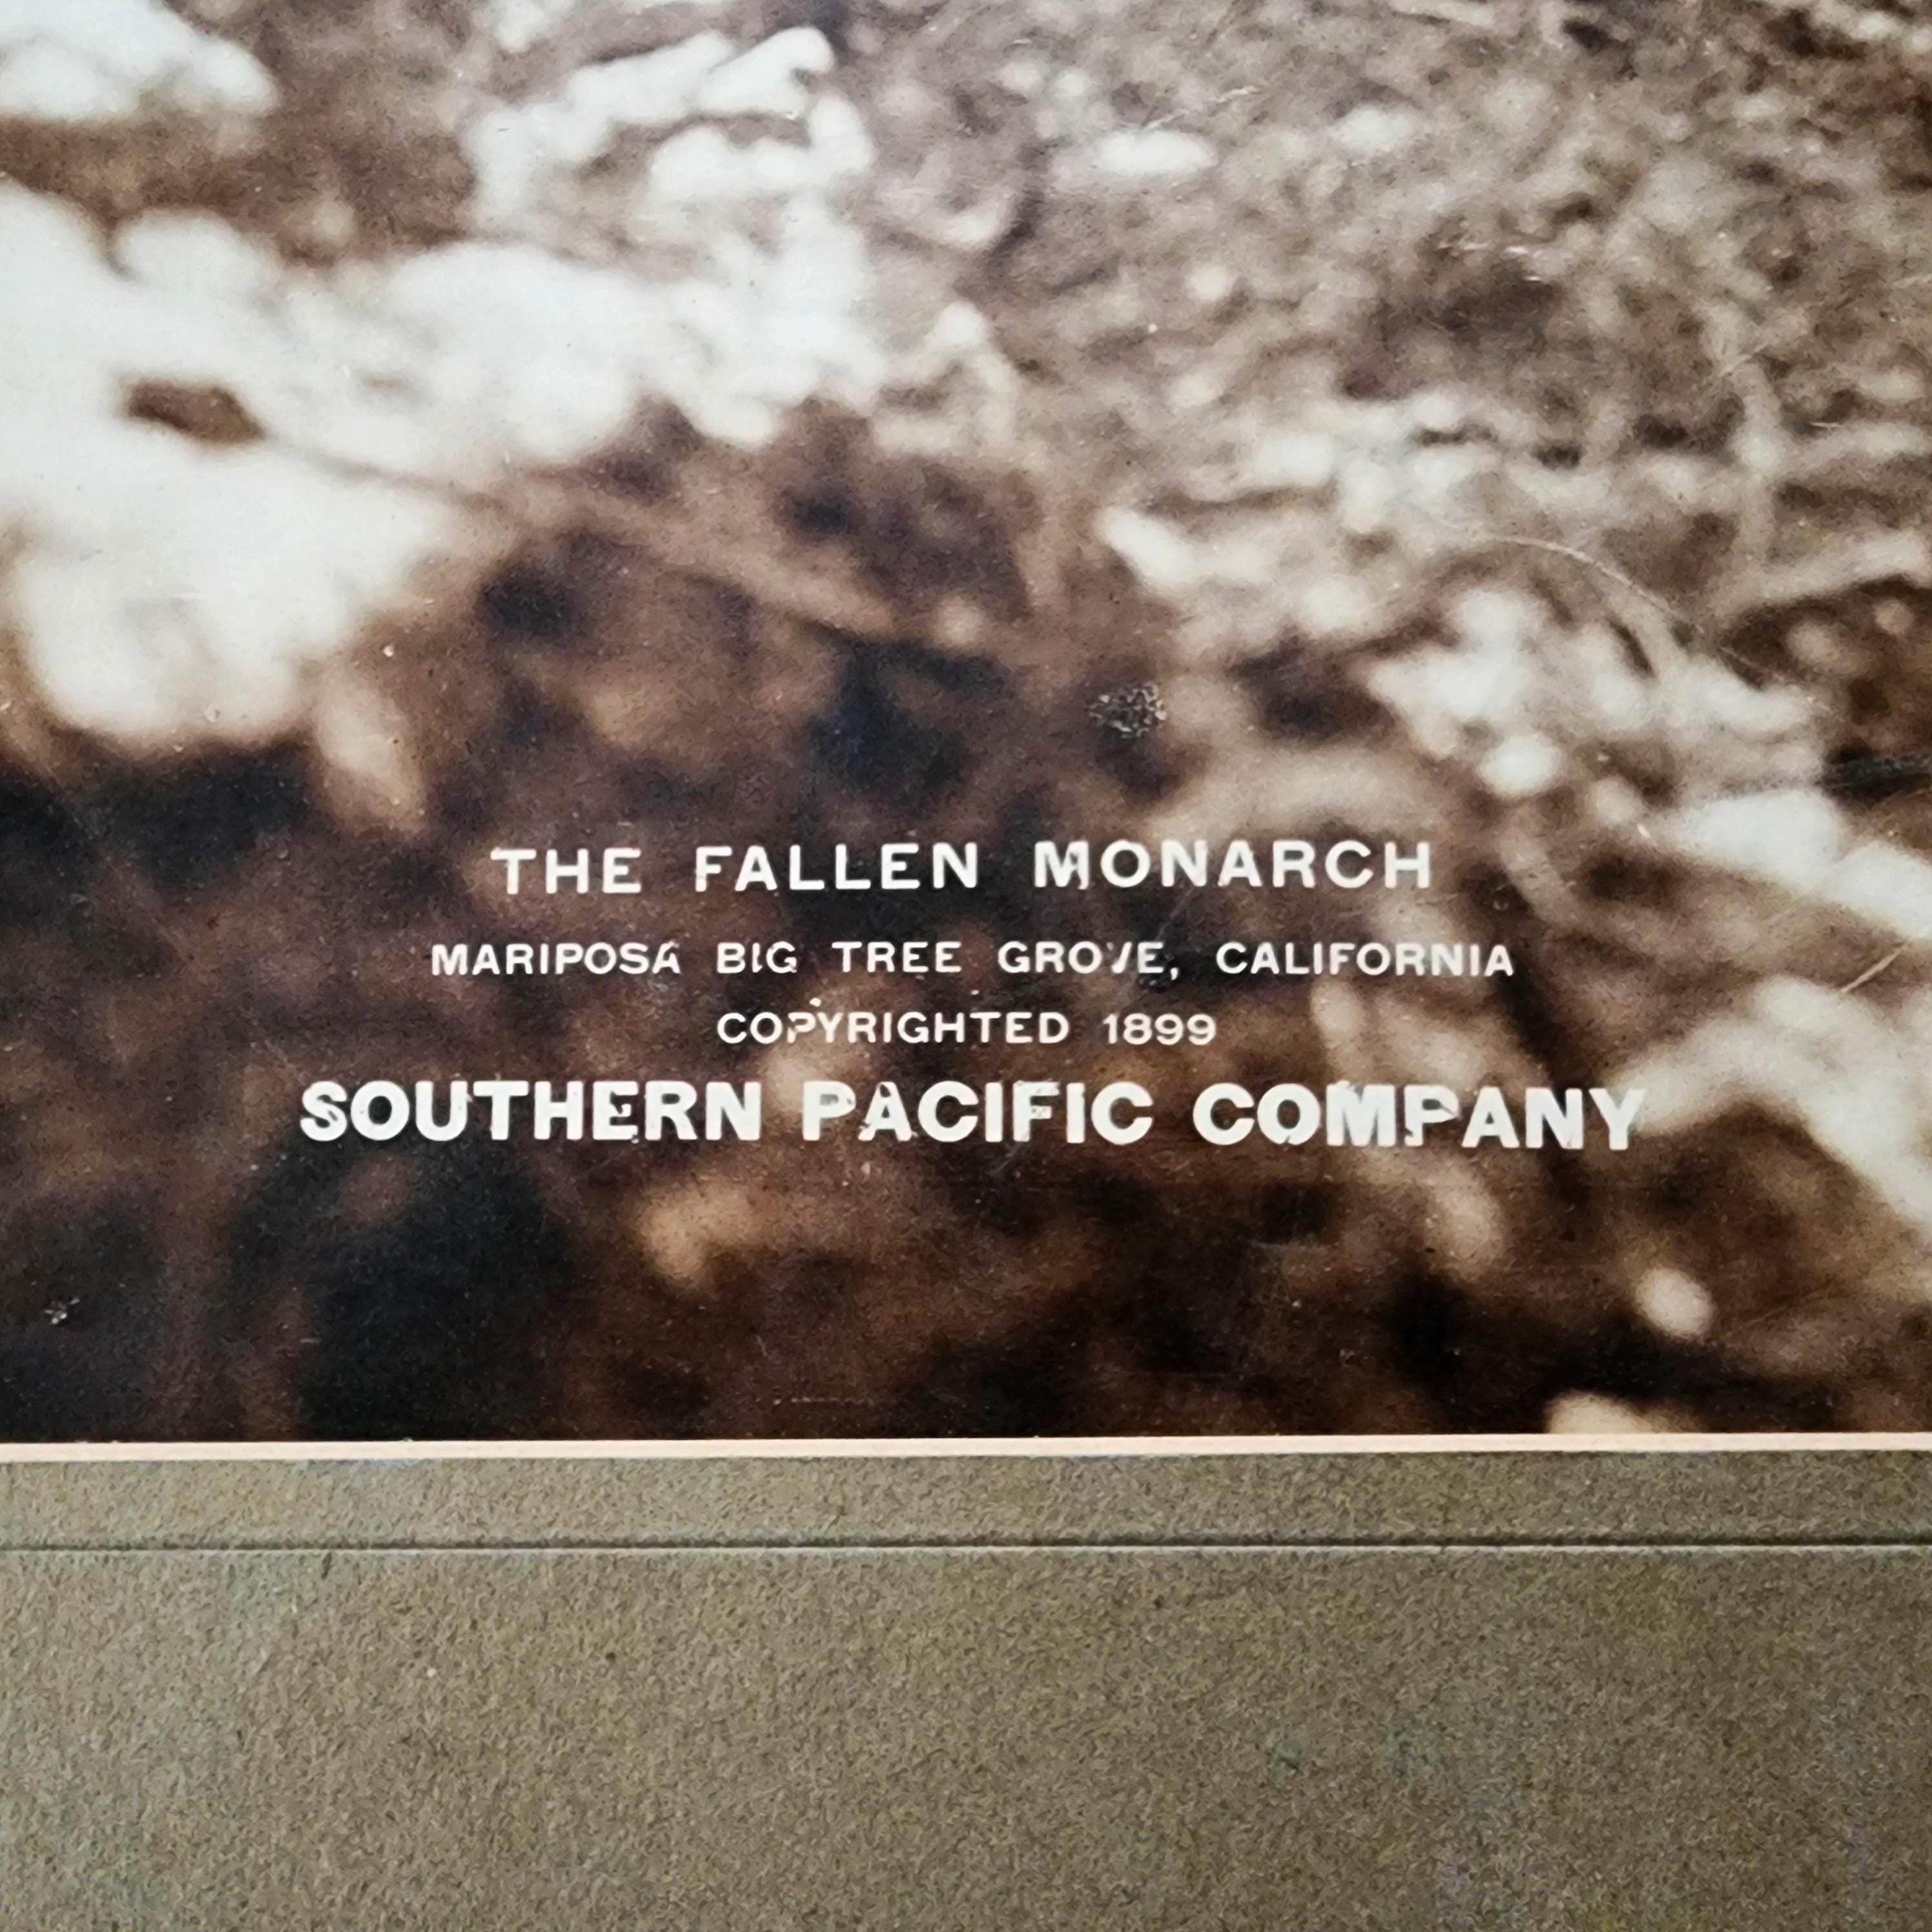 THE FALLEN MONARCH
MARIPOSA BIG TREE GROVE, CALIFORNIA
COPYRIGHTED 1899
SOUTHERN PACIFIC COMPANY